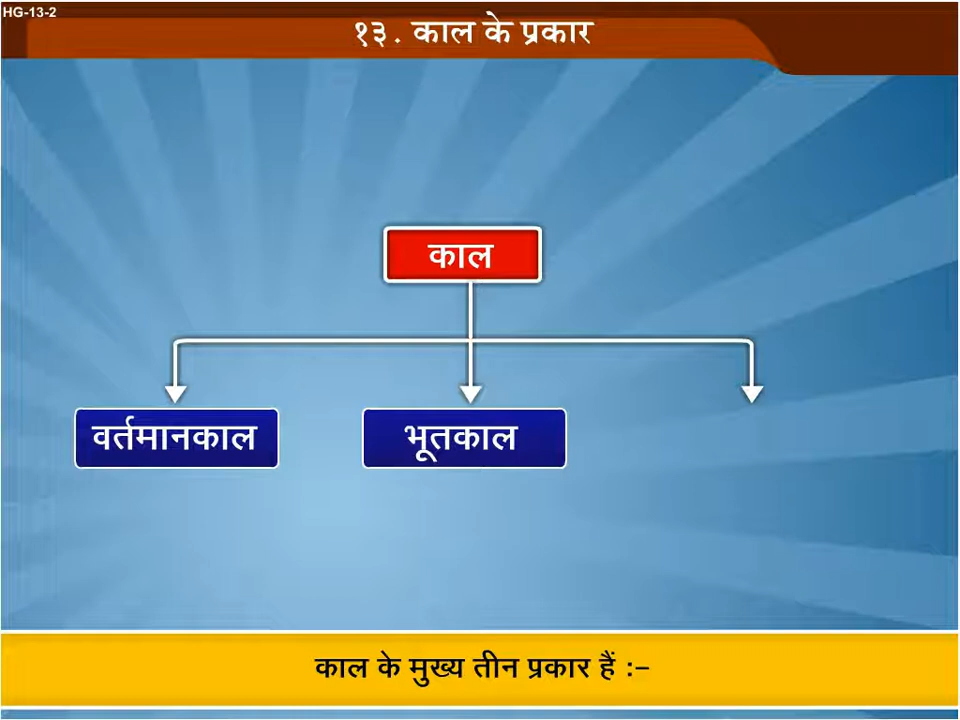 HG-13-2
१३. काल के प्रकार
काल
वर्तमानकाल
भूतकाल
काल के मुख्य तीन प्रकार हैं :-